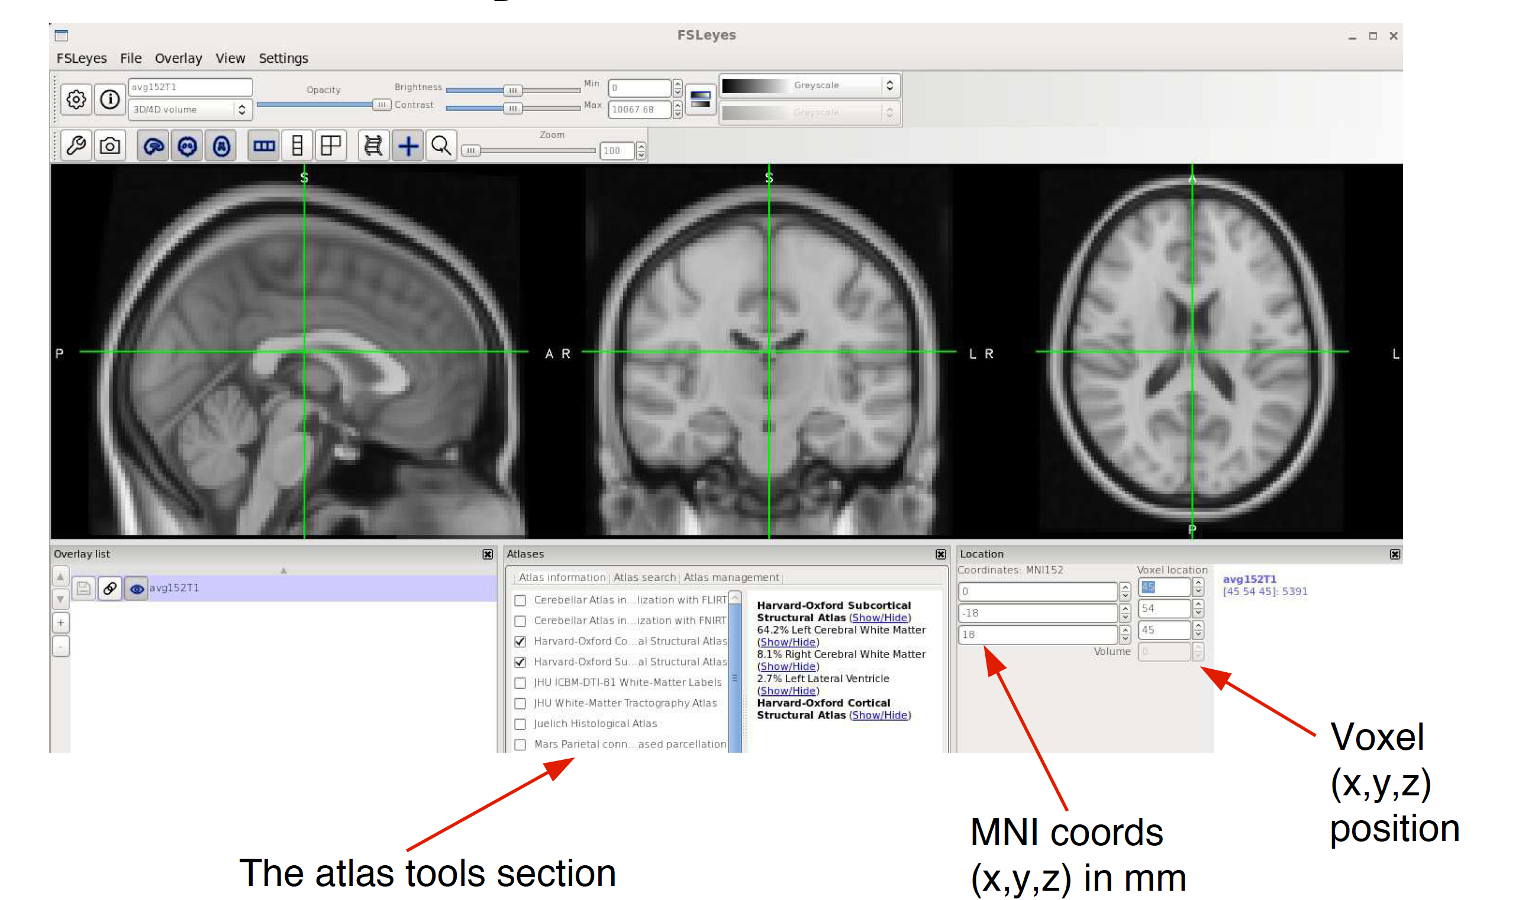 FSLeyes
FSLeyes File Overlay View Settings
avg152T1
3D/4D volume
Opacity
Brightness
Contrast
Min 0
Max 10067.68
Greyscale
Greyscale
Zoom
100
S
P
A
S
R
L
A
R
L
P
Overlay list
avg152T1
Atlases
Atlas information Atlas search Atlas management
Cerebellar Atlas in...lization with FLIRT
Cerebellar Atlas in...lization with FNIRT
Harvard-Oxford Co...al Structural Atlas
Harvard-Oxford Su...al Structural Atlas
JHU ICBM-DTI-81 White-Matter Labels
JHU White-Matter Tractography Atlas
Juelich Histological Atlas
Mars Parietal conn...ased parcellation
Harvard-Oxford Subcortical
Structural Atlas (Show/Hide)
64.2% Left Cerebral White Matter
(Show/Hide)
8.1% Right Cerebral White Matter
(Show/Hide)
2.7% Left Lateral Ventricle
(Show/Hide)
Harvard-Oxford Cortical
Structural Atlas (Show/Hide)
Location
Coordinates: MNI152
0
-18
18
Voxel location
45
54
45
Volume 0
avg152T1
[45 54 45]: 5391
The atlas tools section
MNI coords
(x,y,z) in mm
Voxel
(x,y,z)
position